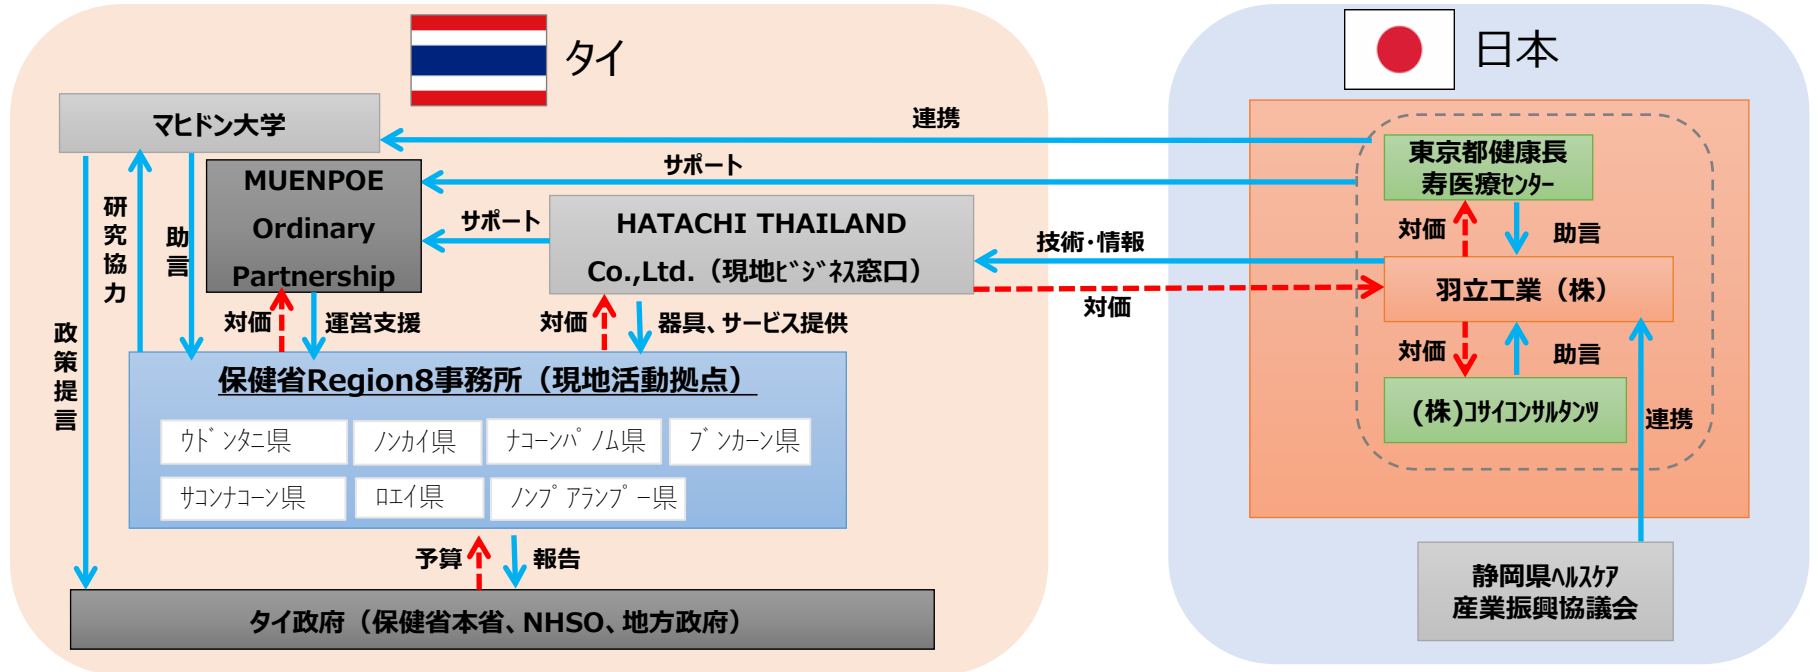 タイ
日本
マヒドン大学
連携
東京都健康長
寿医療センター
サポート
MUENPOE
Ordinary
Partnership
サポート
HATACHI THAILAND
Co.,Ltd.（現地ﾋﾞｼﾞﾈｽ窓口）
技術・情報
対価
対価
助言
羽立工業（株）
研究協力
助言
対価
運営支援
対価
器具、サービス提供
対価
助言
政策提言
保健省Region8事務所（現地活動拠点）
(株)ｺｻｲｺﾝｻﾙﾀﾝﾂ
連携
ｳﾄﾞﾝﾀﾆ県
ﾉﾝｶｲ県
ﾅｺｰﾝﾊﾟﾉﾑ県
ﾌﾞﾝｶｰﾝ県
ｻｺﾝﾅｺｰﾝ県
ﾛｴｲ県
ﾉﾝﾌﾟｱﾗﾝﾌﾟｰ県
予算
報告
静岡県ﾍﾙｽｹｱ
産業振興協議会
タイ政府（保健省本省、NHSO、地方政府）